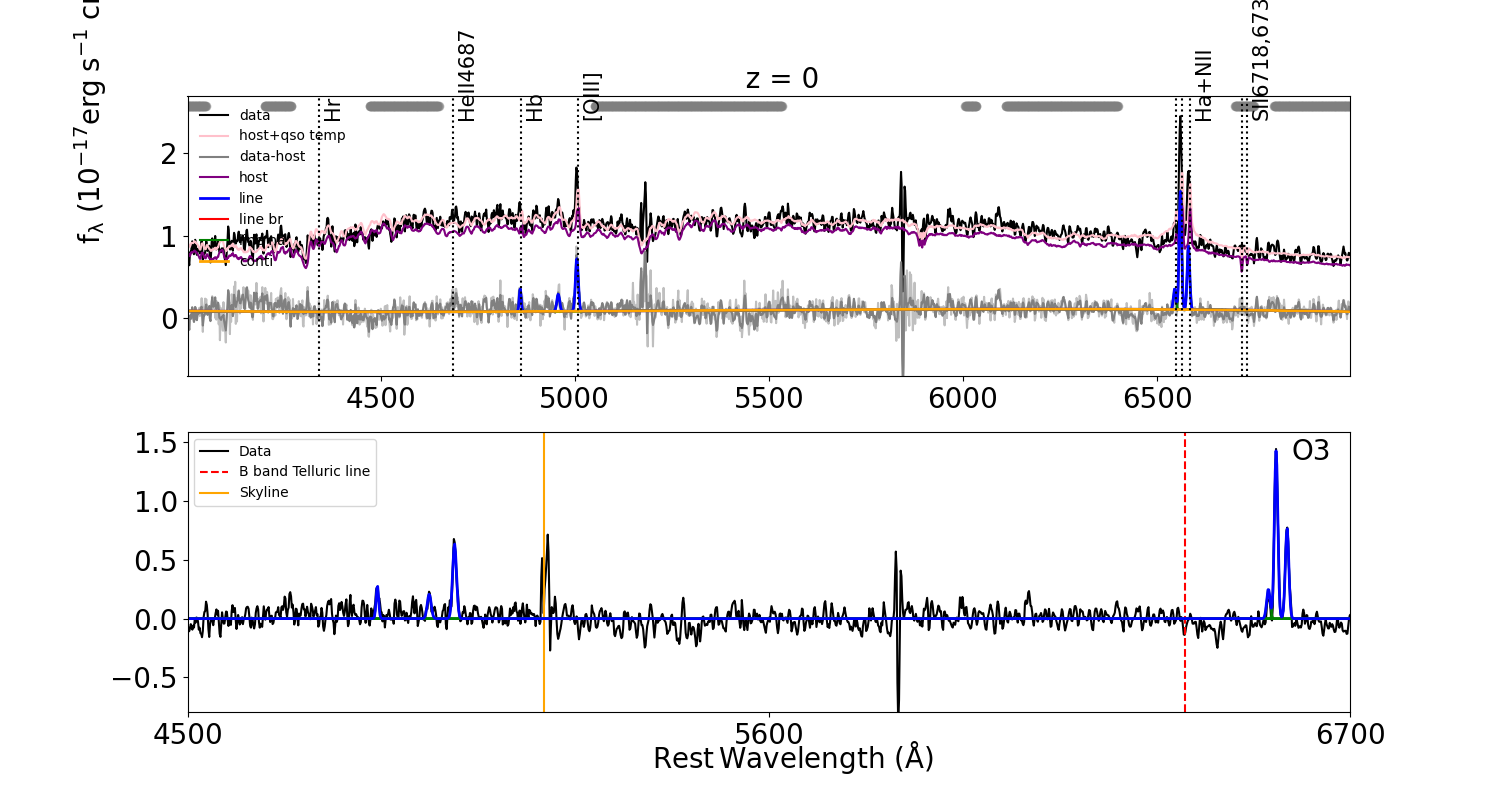 z = 0
Hγ
HeII4687
Hb
[OIII]
Ha+NII
SII6718,673
fλ (10−17erg s−1 c
data
host+qso temp
data-host
host
line
line br
conti
2
1
0
4500
5000
5500
6000
6500
Data
B band Telluric line
Skyline
O3
1.5
1.0
0.5
0.0
−0.5
4500
5600
6700
Rest Wavelength (Å)